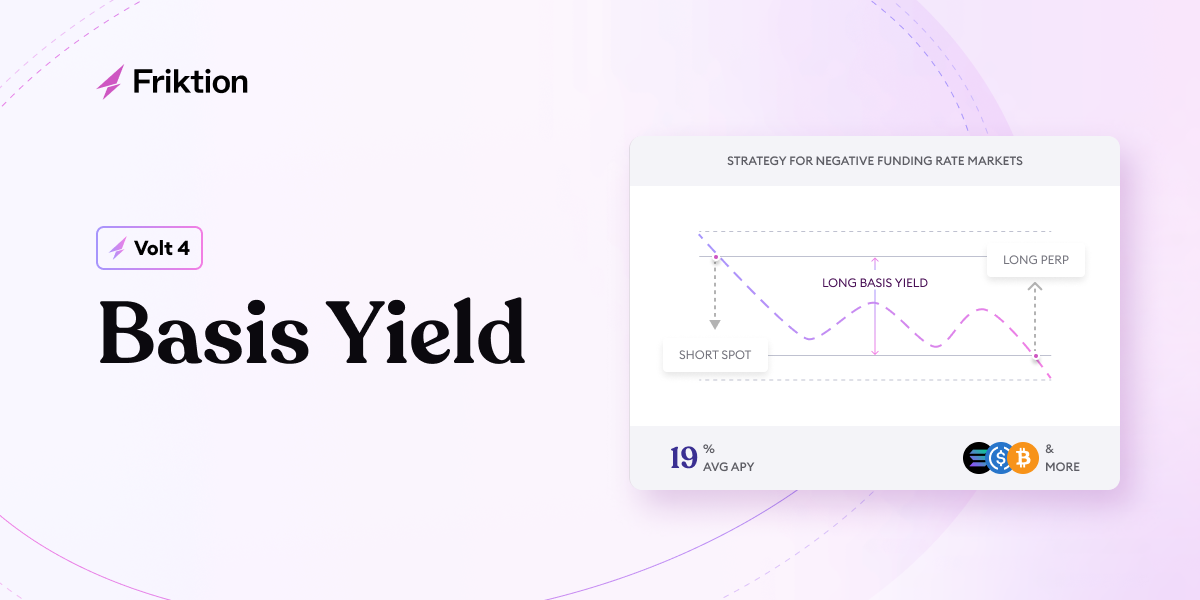 Friktion
Volt 4
Basis Yield
STRATEGY FOR NEGATIVE FUNDING RATE MARKETS
LONG PERP
LONG BASIS YIELD
SHORT SPOT
19 %
AVG APY
&
MORE